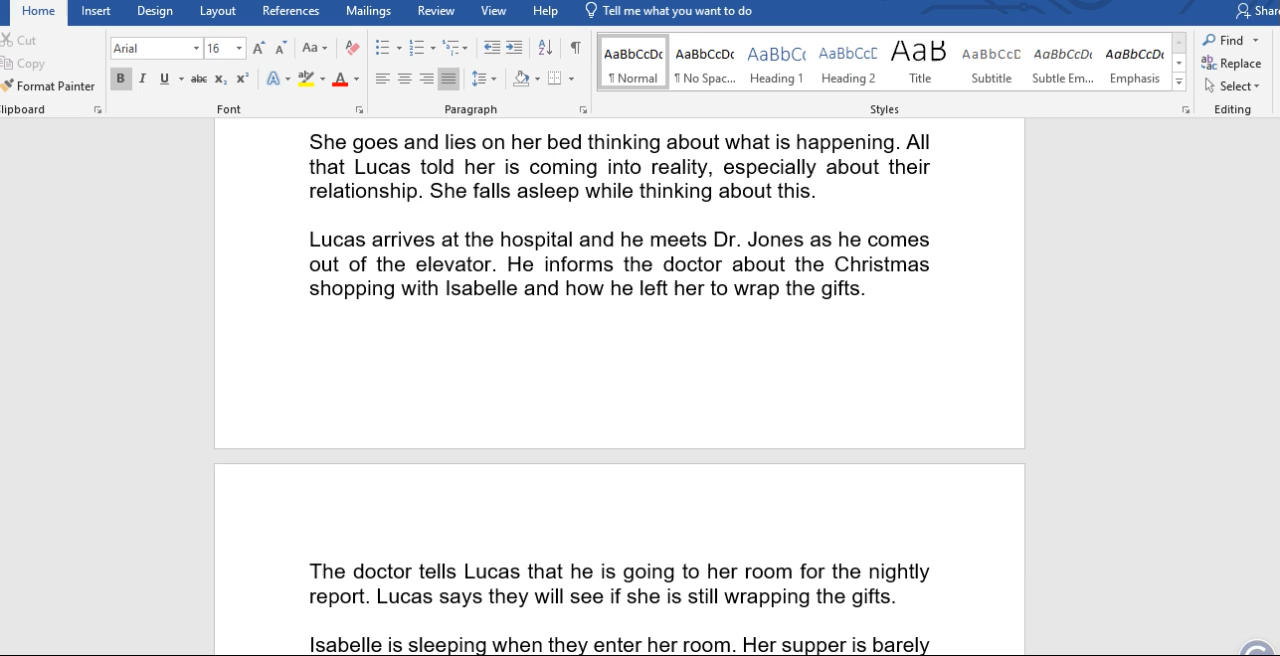 Home Insert Design Layout References Mailings Review View Help Tell me what you want to do Share
Cut
Copy
Format Painter
Arial 16 Aa
B I U abc X₂ X² A ab A
AaBbCcDc AaBbCcDc AaBbCc AaBbCcD AaB AaBbCcD AaBbCcDc AaBbCcDc
¶ Normal ¶ No Spac... Heading 1 Heading 2 Title Subtitle Subtle Em... Emphasis
Find
Replace
Select
lipboard Font Paragraph Styles Editing
She goes and lies on her bed thinking about what is happening. All
that Lucas told her is coming into reality, especially about their
relationship. She falls asleep while thinking about this.
Lucas arrives at the hospital and he meets Dr. Jones as he comes
out of the elevator. He informs the doctor about the Christmas
shopping with Isabelle and how he left her to wrap the gifts.
The doctor tells Lucas that he is going to her room for the nightly
report. Lucas says they will see if she is still wrapping the gifts.
Isabelle is sleeping when they enter her room. Her supper is barely